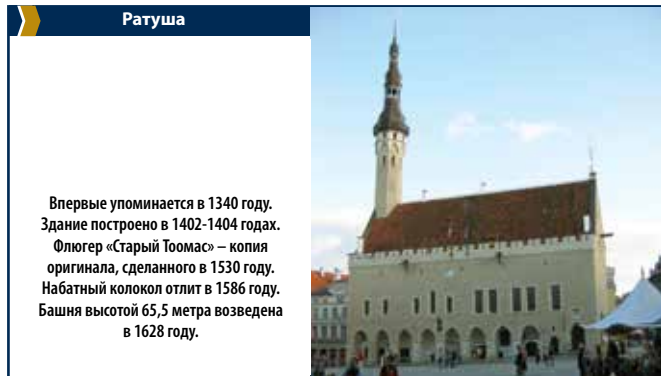 Ратуша
Впервые упоминается в 1340 году.
Здание построено в 1402-1404 годах.
Флюгер «Старый Тоомас» – копия
оригинала, сделанного в 1530 году.
Набатный колокол отлит в 1586 году.
Башня высотой 65,5 метра возведена
в 1628 году.